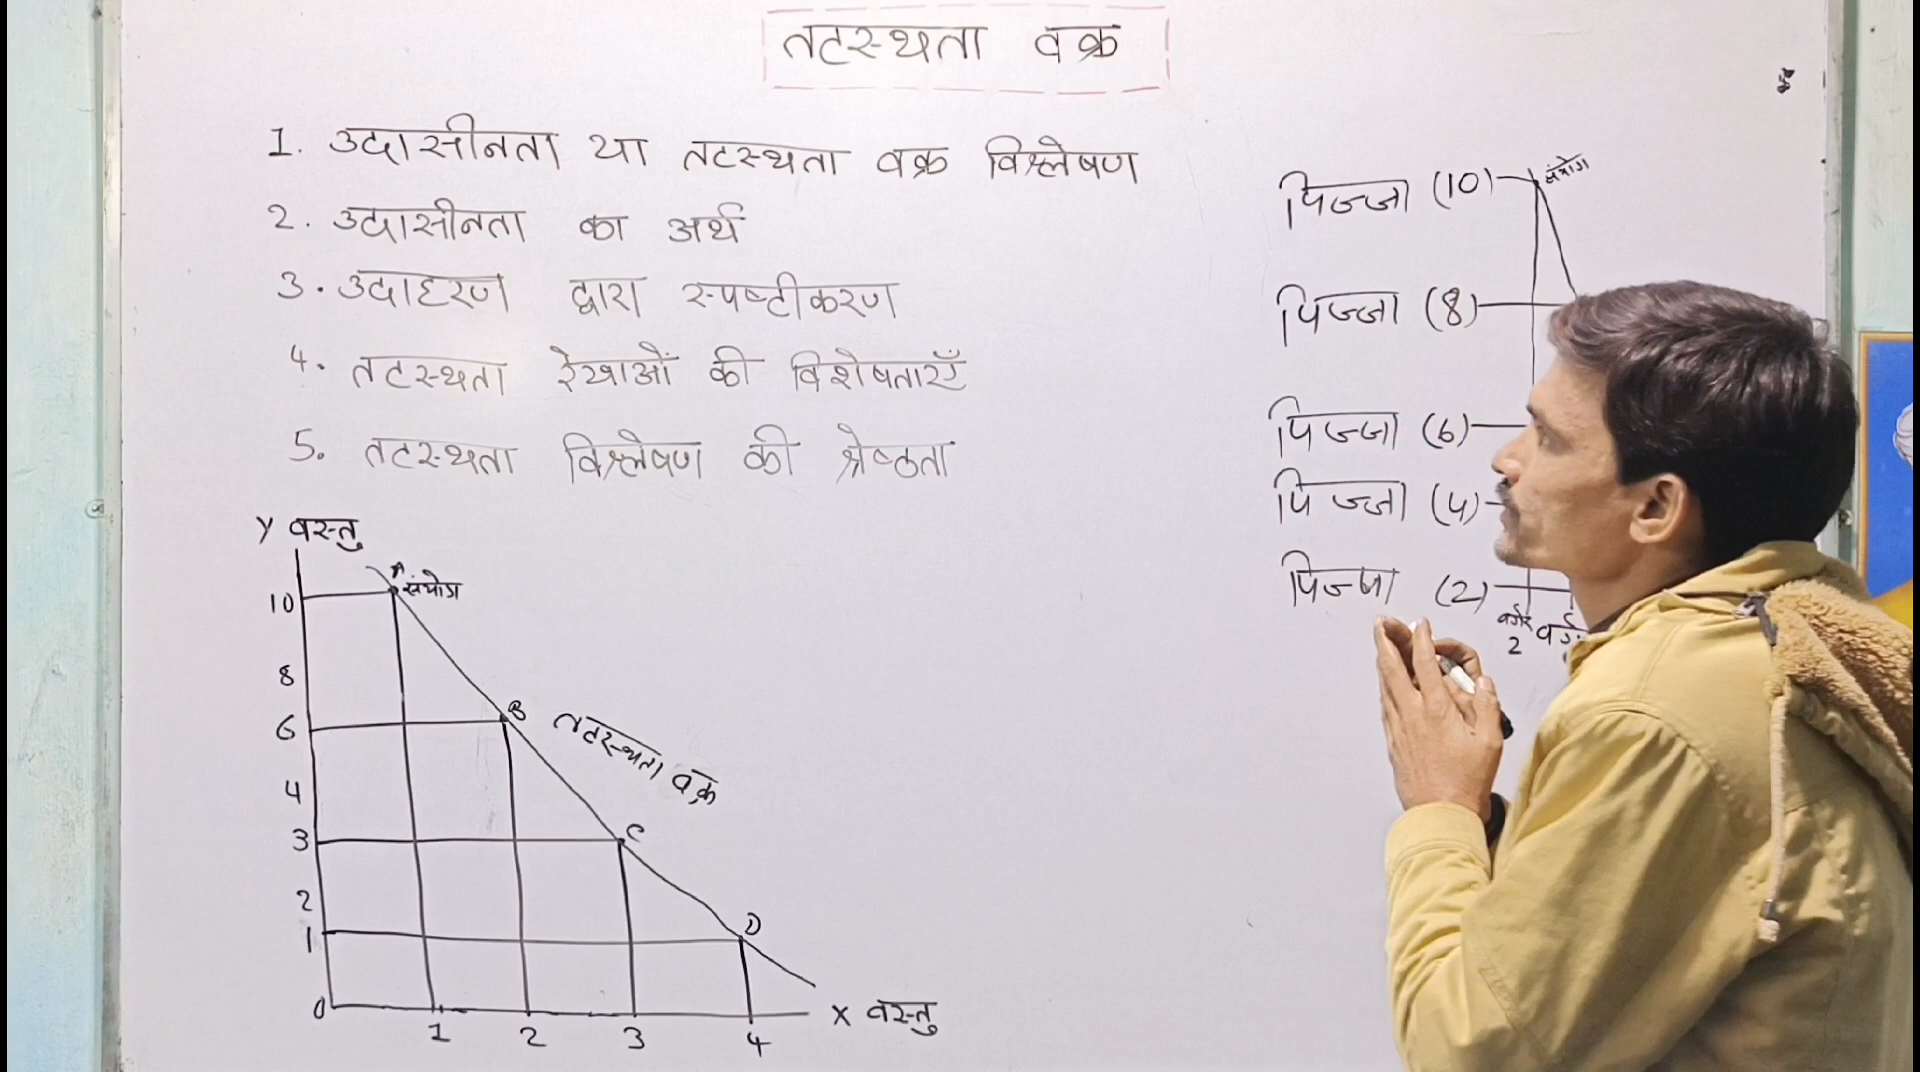 तटस्थता वक्र
1. उदासीनता या तटस्थता वक्र विश्लेषण
2. उदासीनता का अर्थ
3. उदाहरण द्वारा स्पष्टीकरण
4. तटस्थता रेखाओं की विशेषताएँ
5. तटस्थता विश्लेषण की श्रेष्ठता
Y वस्तु
A
संयोग
10
8
6
4
3
2
1
0
B
तटस्थता वक्र
C
D
1 2 3 4
X वस्तु
पिज्जा (10)
संयोग
पिज्जा (8)
पिज्जा (6)
पिज्जा (4)
पिज्जा (2)
2